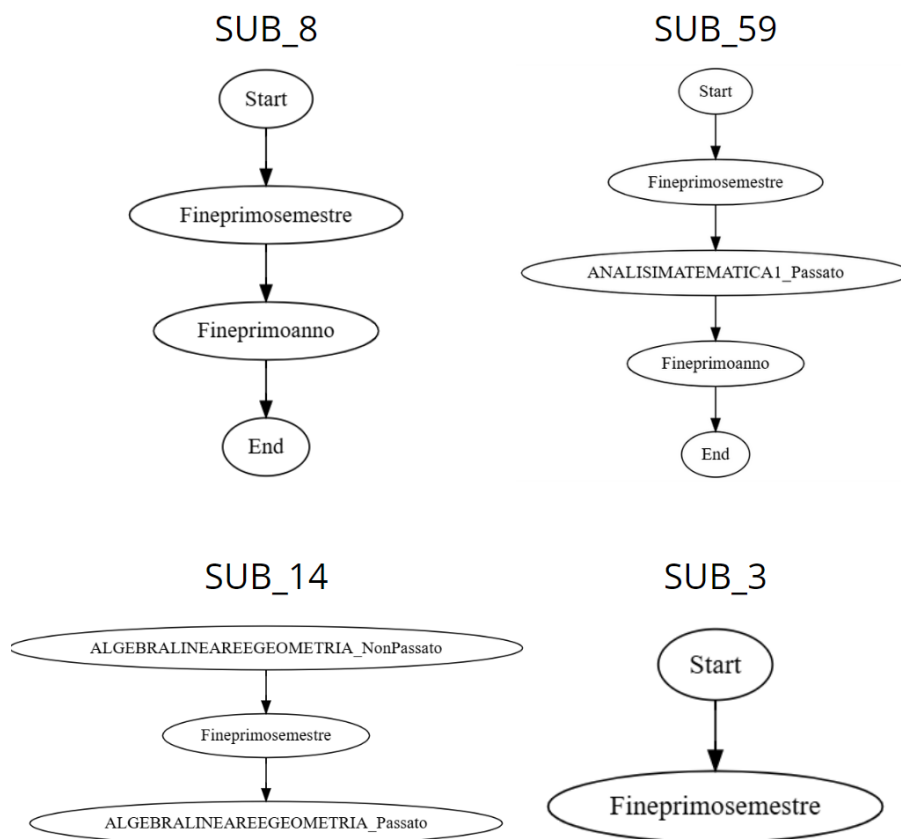 SUB_8
Start
Fineprimosemestre
Fineprimoanno
End
SUB_59
Start
Fineprimosemestre
ANALISIMATEMATICA1_Passato
Fineprimoanno
End
SUB_14
ALGEBRALINEAREEGEOMETRIA_NonPassato
Fineprimosemestre
ALGEBRALINEAREEGEOMETRIA_Passato
SUB_3
Start
Fineprimosemestre